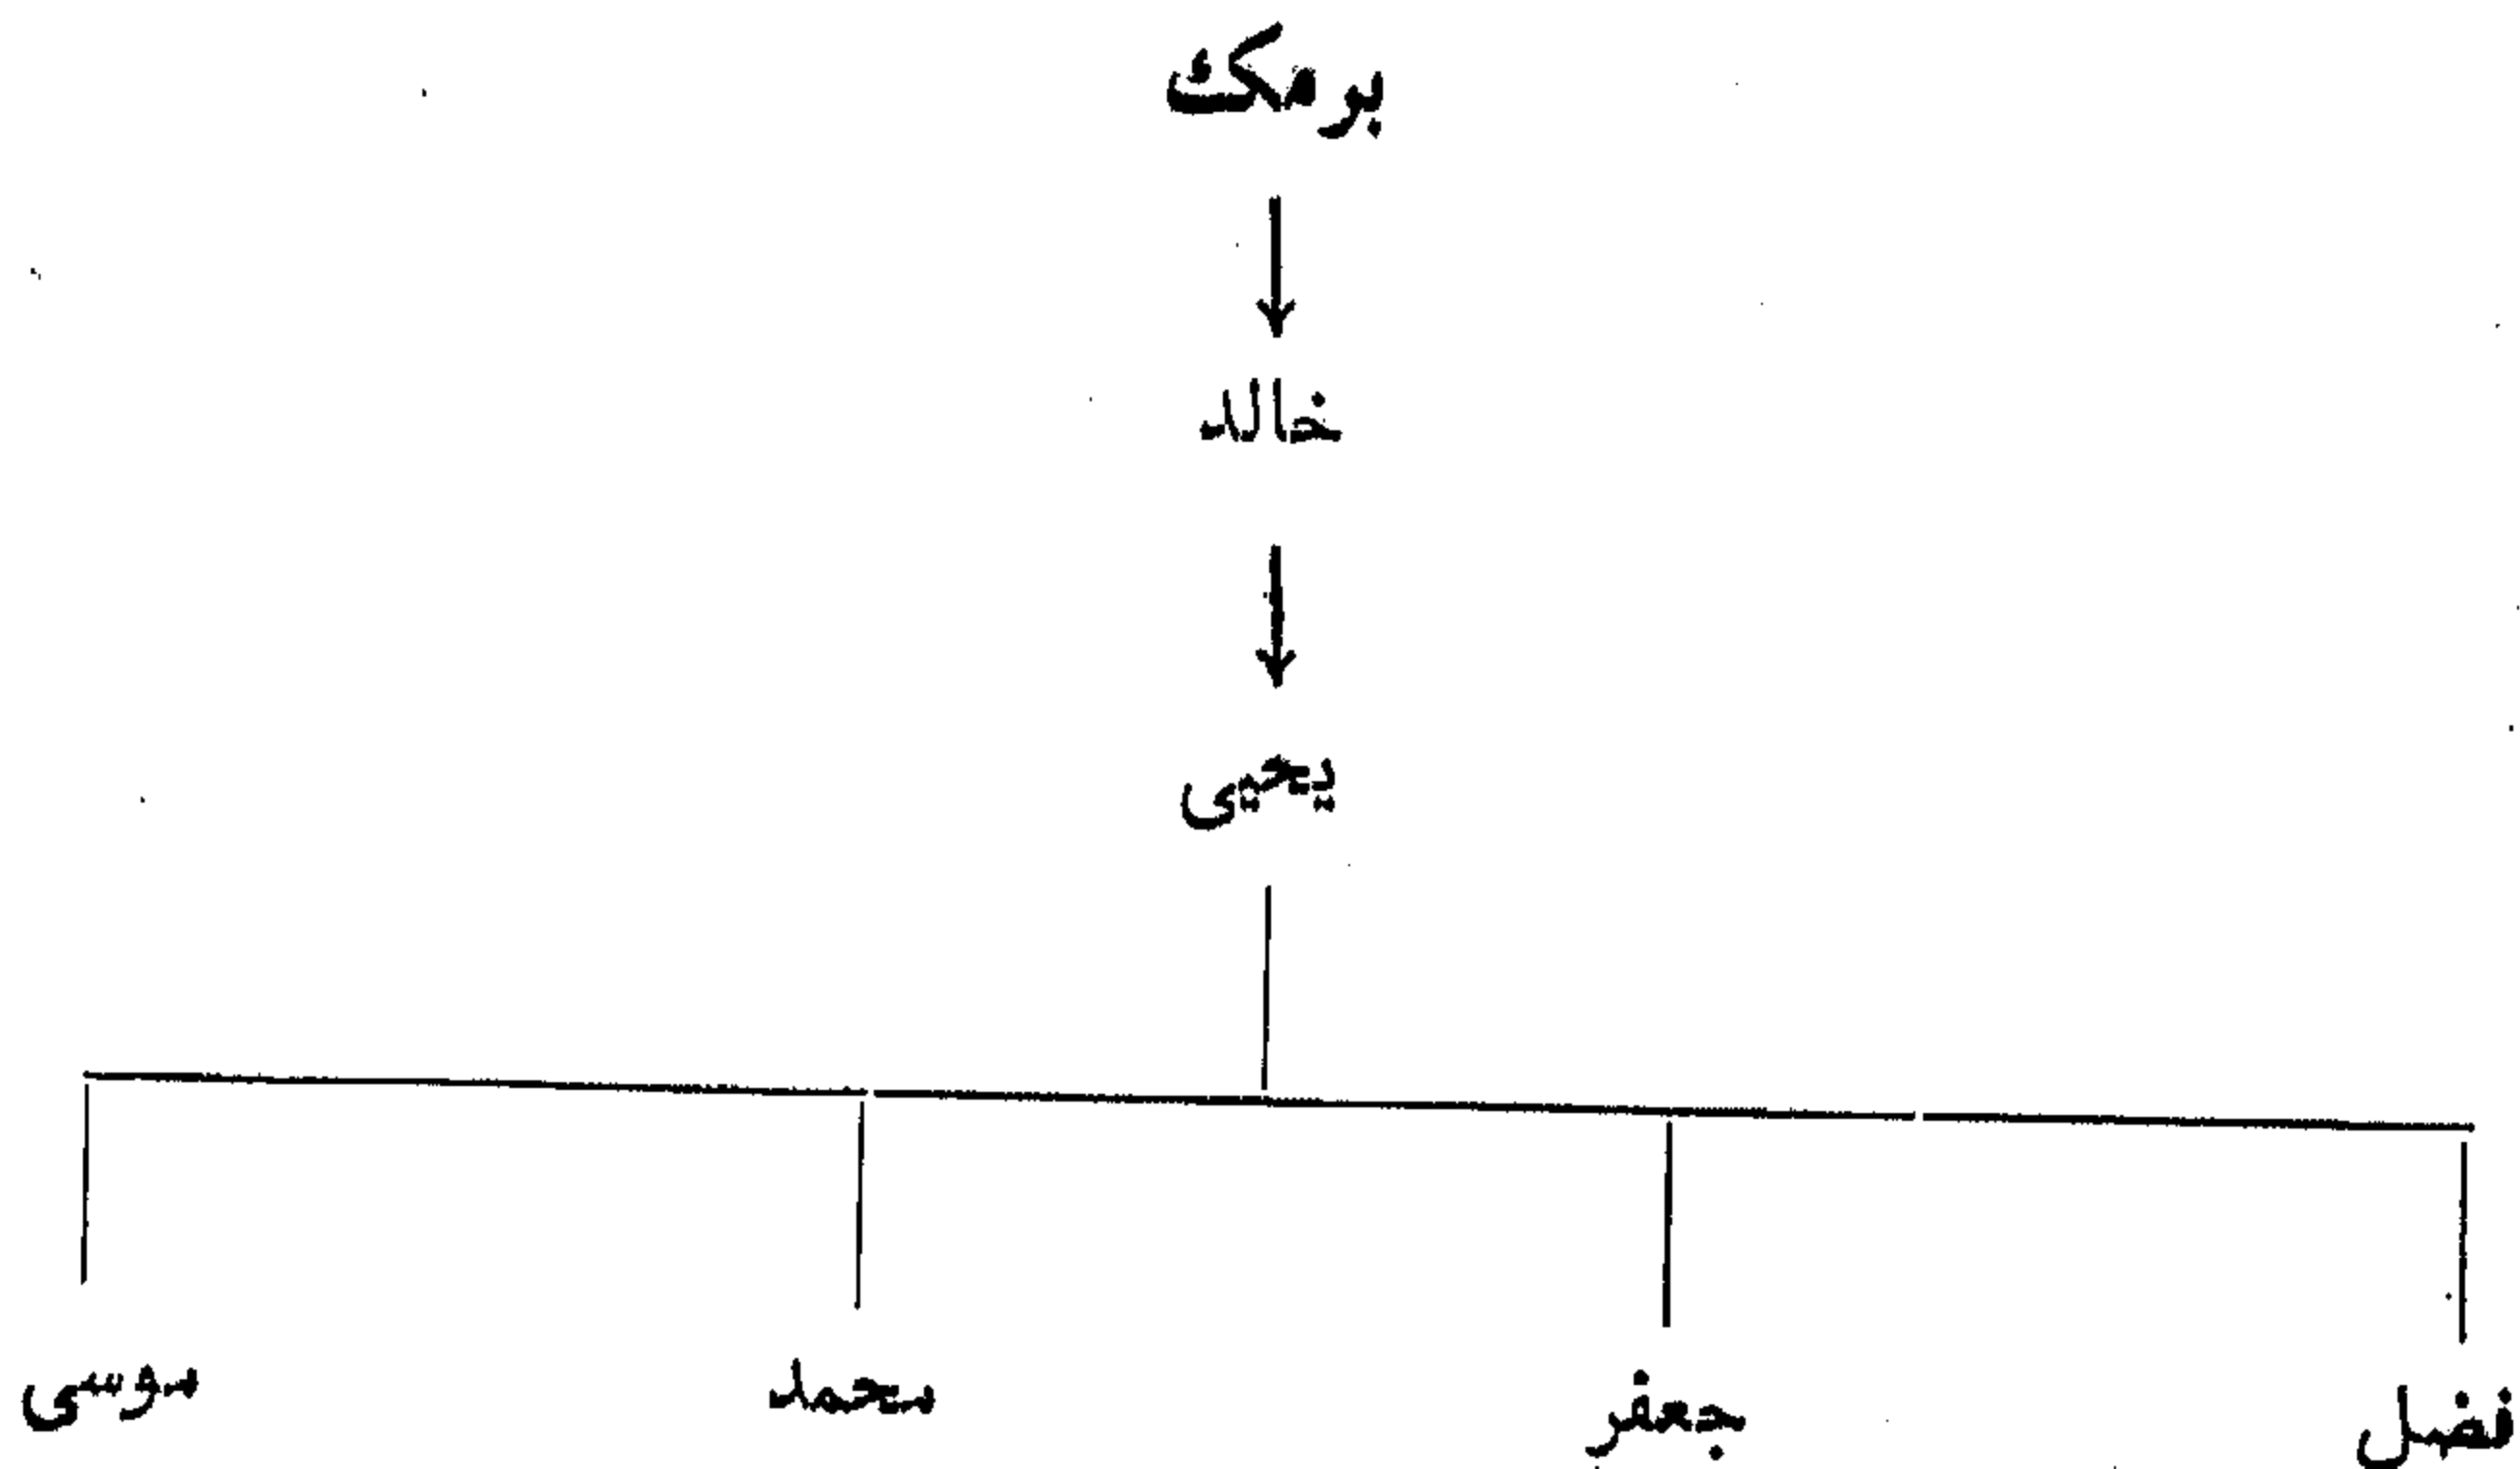 برمک
خالد
یحیی
فضل
جعفر
محمد
موسی